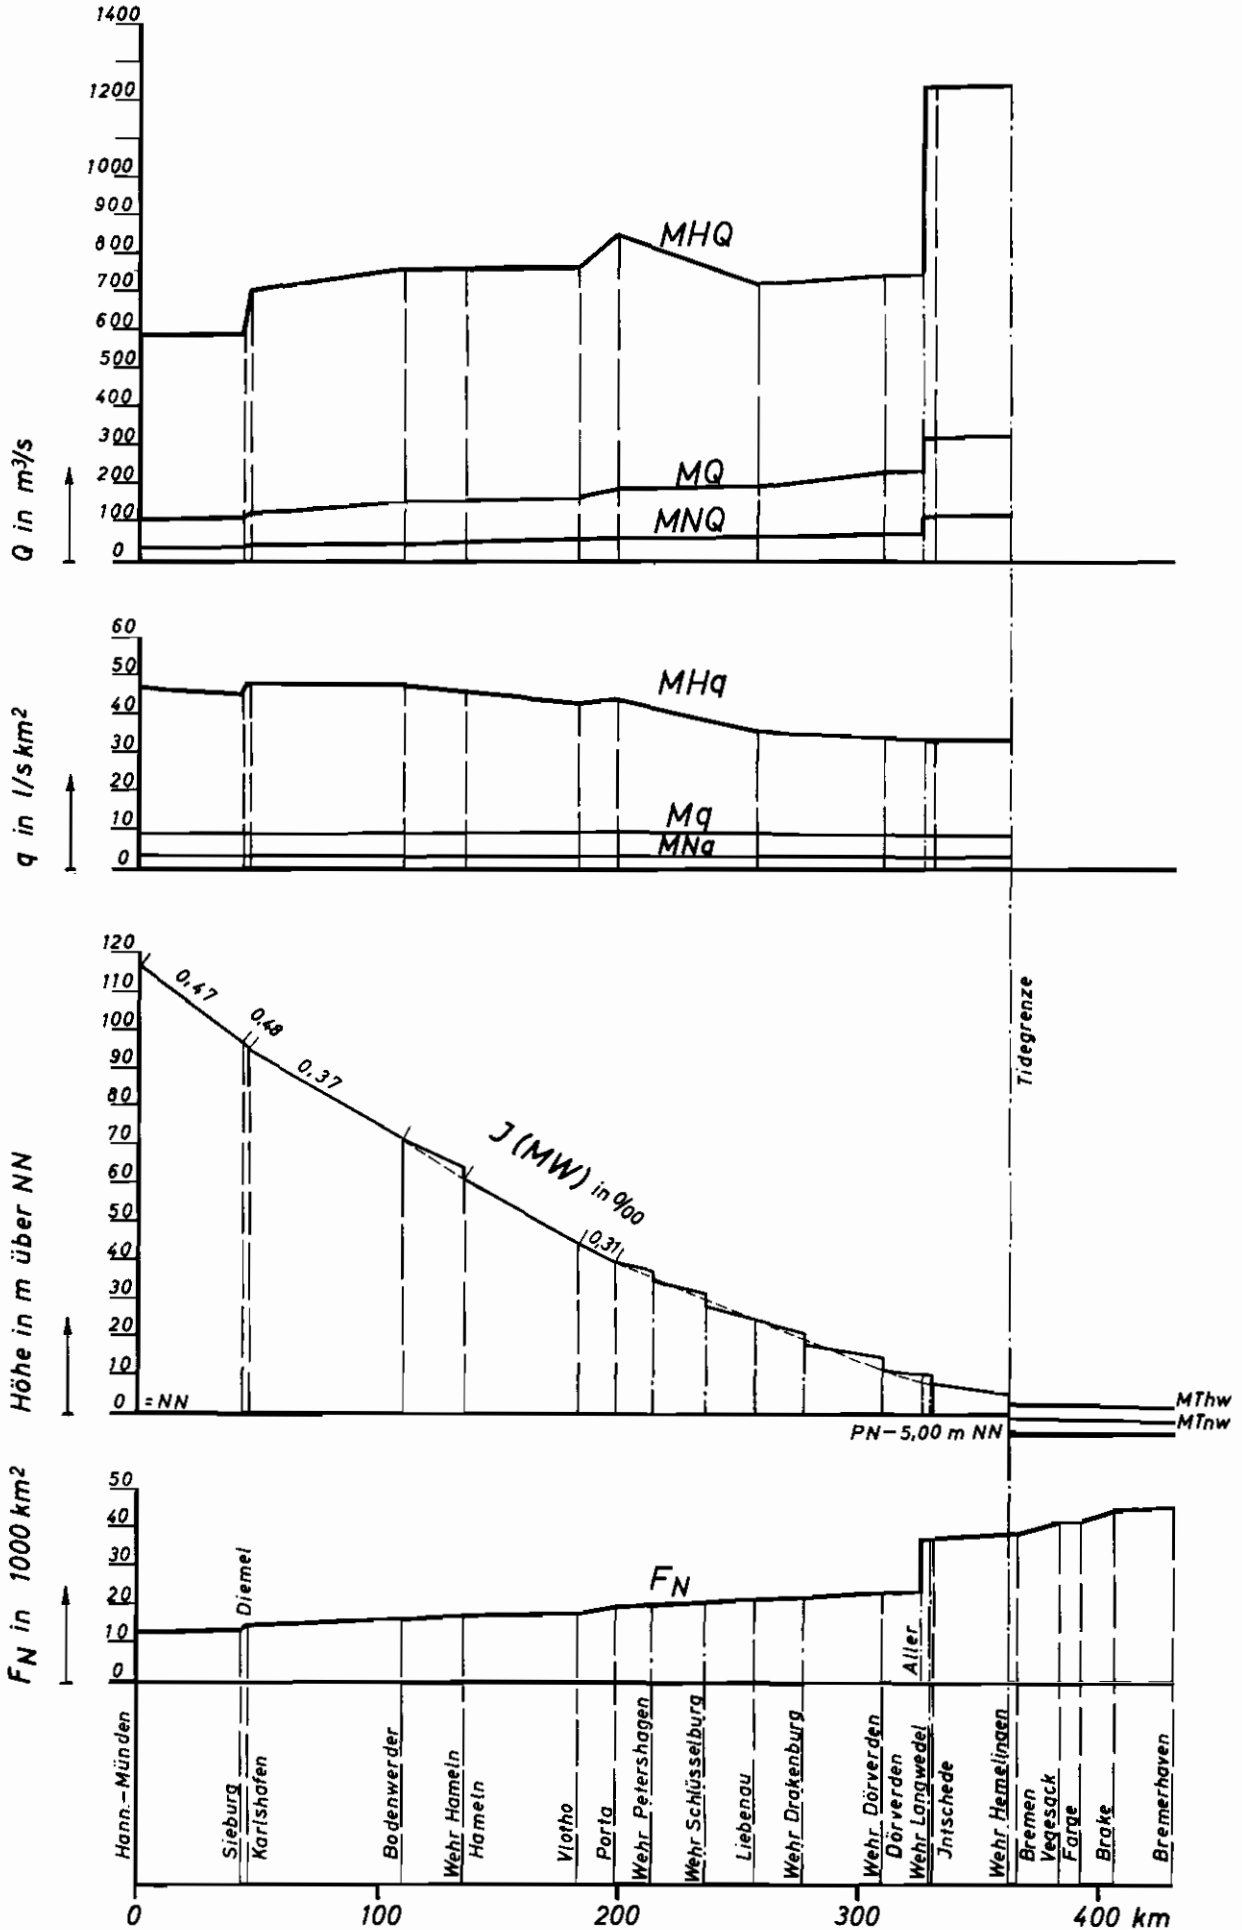 1400
1200
1000
900
800
700
600
500
400
300
200
100
0
Q in m³/s
MHQ
MQ
MNQ
60
50
40
30
20
10
0
q in l/s km²
MHq
Mq
MNq
120
110
100
90
80
70
60
50
40
30
20
10
0 = NN
Höhe in m über NN
0,47
0,48
0,37
J (MW) in ‰
0,31
Tidegrenze
MThw
MTnw
PN – 5,00 m NN
50
40
30
20
10
0
F_N in 1000 km²
Diemel
F_N
Aller
Hann.-Münden
Sieburg
Karlshafen
Bodenwerder
Wehr Hameln
Hameln
Vlotho
Porta
Wehr Petershagen
Wehr Schlüsselburg
Liebenau
Wehr Drakenburg
Wehr Dörverden
Dörverden
Wehr Langwedel
Jntschede
Wehr Hemelingen
Bremen
Vegesack
Farge
Brake
Bremerhaven
0 100 200 300 400 km